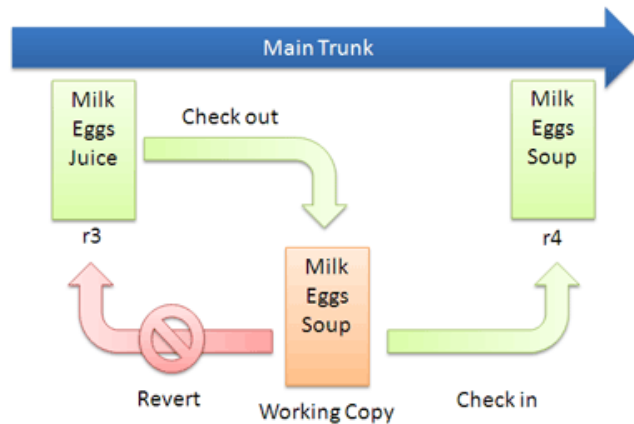 Main Trunk
Milk
Eggs
Juice
r3
Check out
Milk
Eggs
Soup
r4
Milk
Eggs
Soup
Working Copy
Revert
Check in